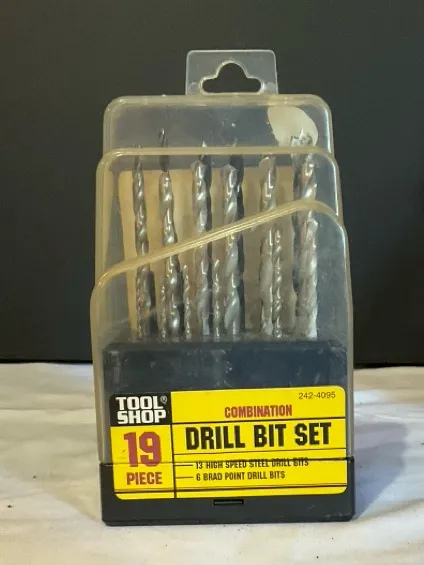 242-4095
TOOL®
SHOP
19
PIECE
COMBINATION
DRILL BIT SET
13 HIGH SPEED STEEL DRILL BITS
6 BRAD POINT DRILL BITS